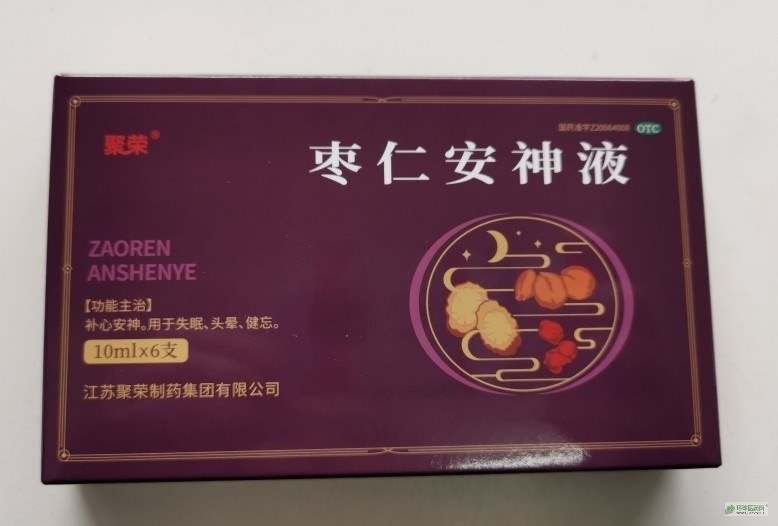 聚荣®
国药准字Z20064008 OTC
枣仁安神液
ZAOREN
ANSHENYE
【功能主治】
补心安神。用于失眠、头晕、健忘。
10ml×6支
江苏聚荣制药集团有限公司